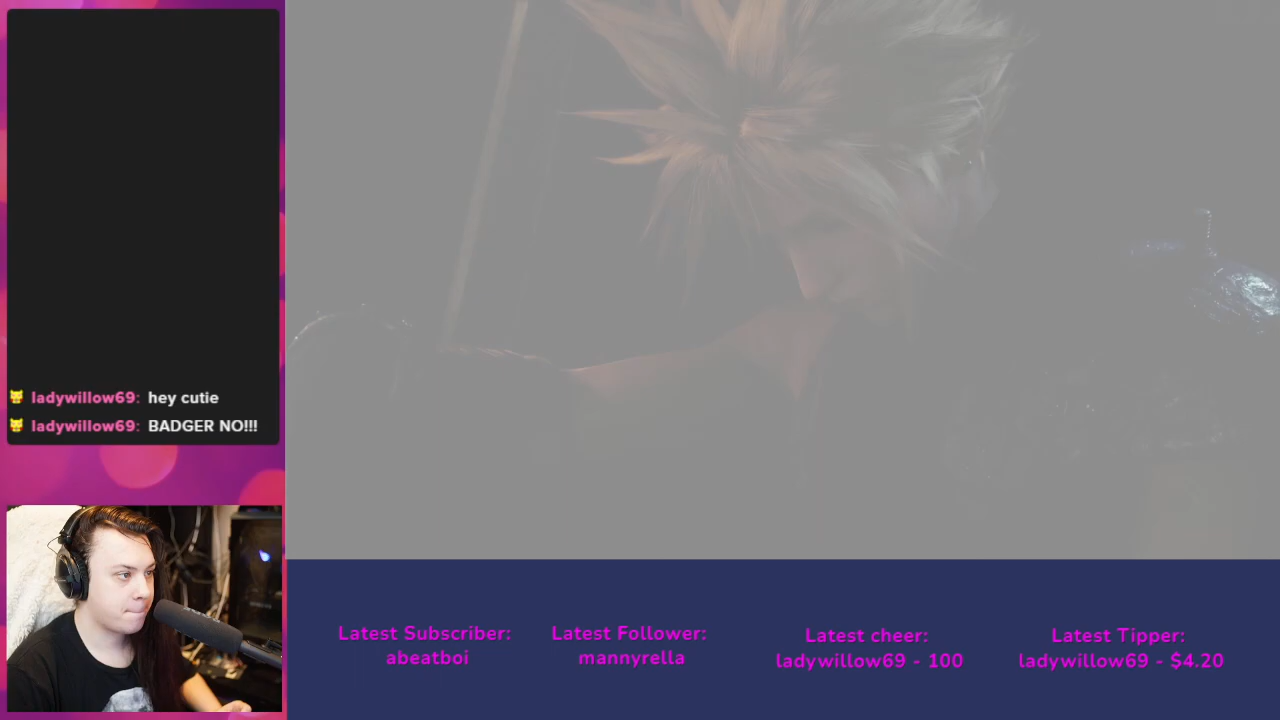 ladywillow69: hey cutie
ladywillow69: BADGER NO!!!
Latest Subscriber:
abeatboi
Latest Follower:
mannyrella
Latest cheer:
ladywillow69 - 100
Latest Tipper:
ladywillow69 - $4.20